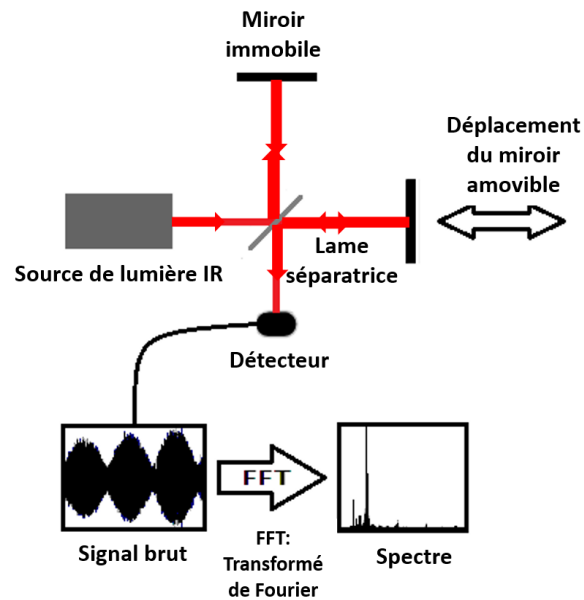 Miroir
immobile
Déplacement
du miroir
amovible
Source de lumière IR
Lame
séparatrice
Détecteur
FFT
Signal brut
FFT:
Transformé
de Fourier
Spectre